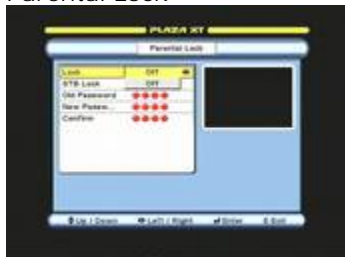 Parental Lock
PLAZA XT
Parental Lock
Lock Off
STB Lock Off
Old Password
New Passw...
Confirm
Up / Down Left / Right Enter Exit